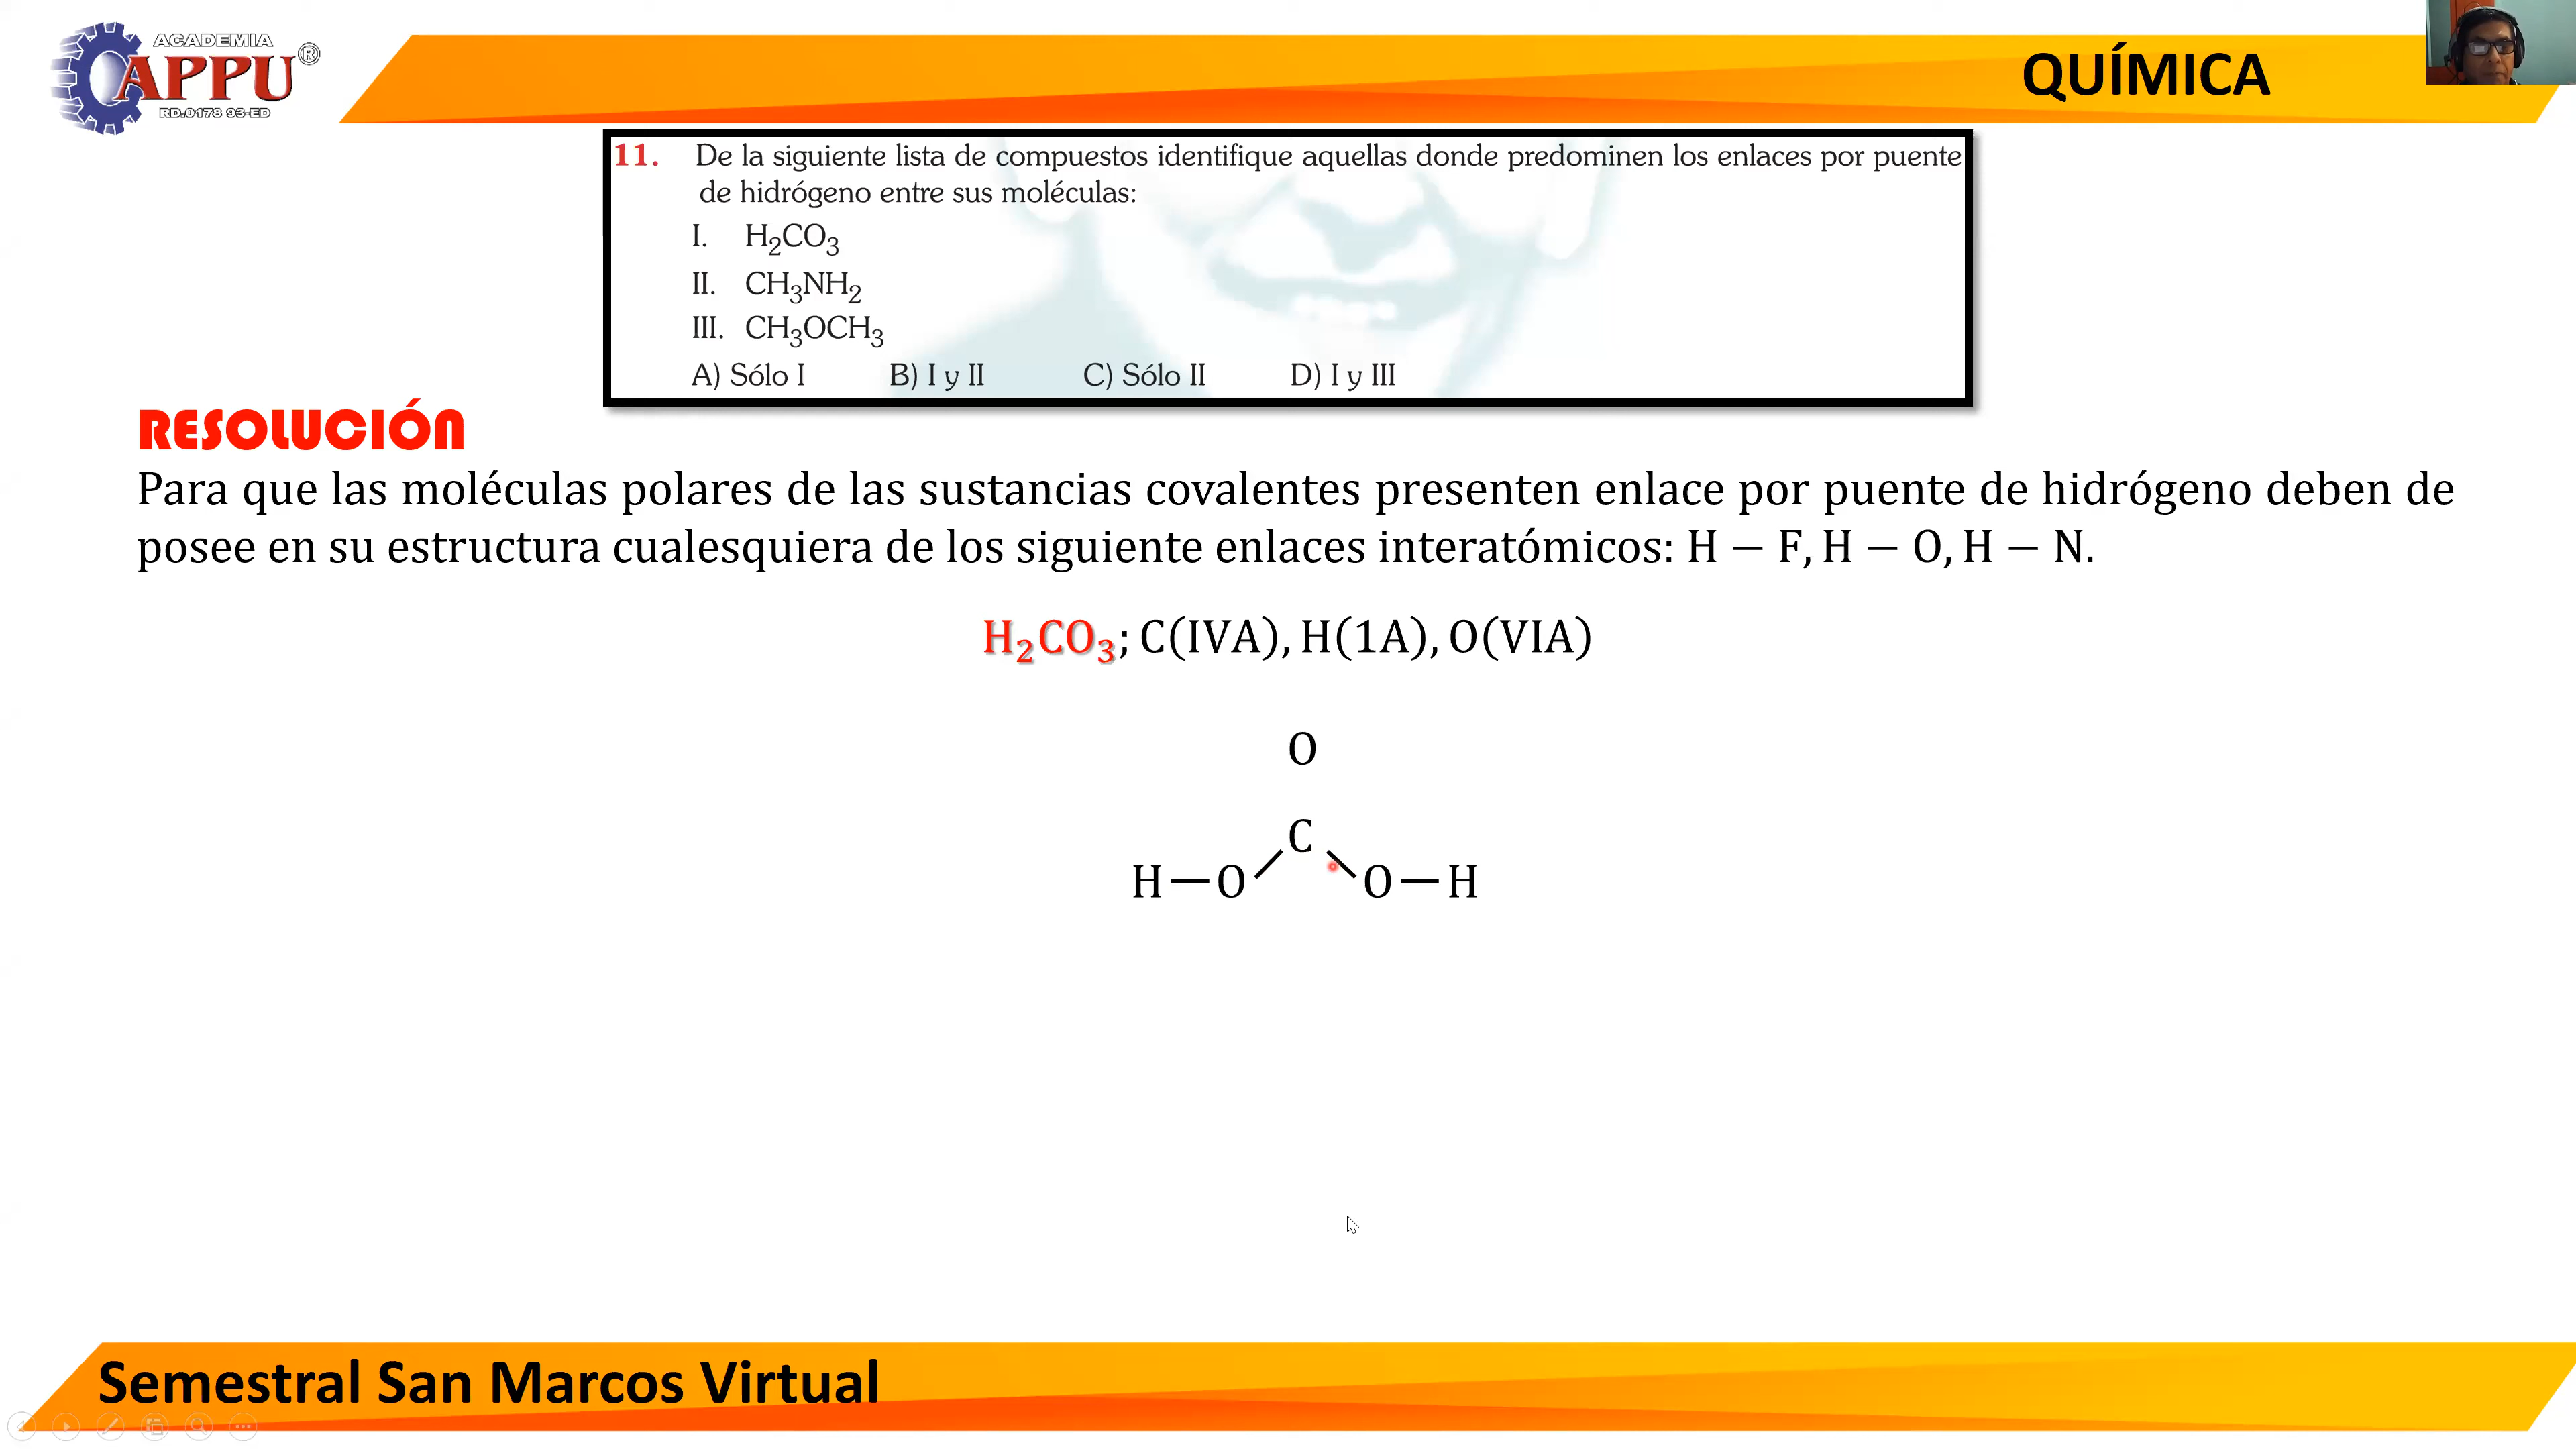 ACADEMIA
APPU®
RD.0178 93-ED
QUÍMICA
11. De la siguiente lista de compuestos identifique aquellas donde predominen los enlaces por puente
de hidrógeno entre sus moléculas:
I. H₂CO₃
II. CH₃NH₂
III. CH₃OCH₃
A) Sólo I B) I y II C) Sólo II D) I y III
RESOLUCIÓN
Para que las moléculas polares de las sustancias covalentes presenten enlace por puente de hidrógeno deben de
posee en su estructura cualesquiera de los siguiente enlaces interatómicos: H − F, H − O, H − N.
H₂CO₃; C(IVA), H(1A), O(VIA)
O
C
H — O O — H
Semestral San Marcos Virtual